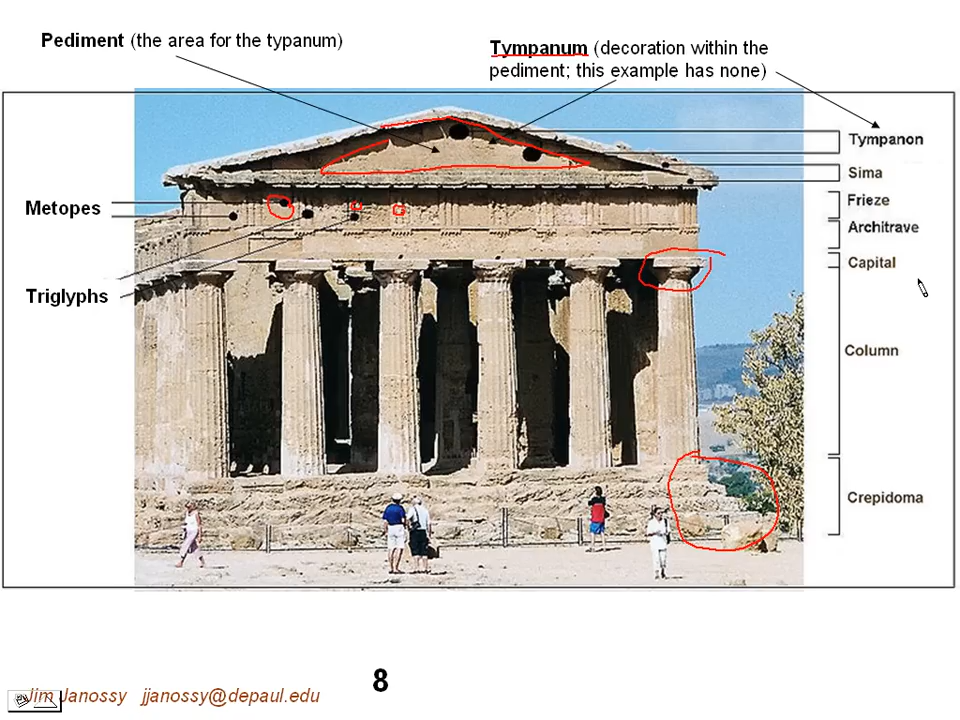 Pediment (the area for the typanum)
Tympanum (decoration within the
pediment; this example has none)
Tympanon
Sima
Metopes
Frieze
Architrave
Capital
Triglyphs
Column
Crepidoma
8
Jim Janossy jjanossy@depaul.edu